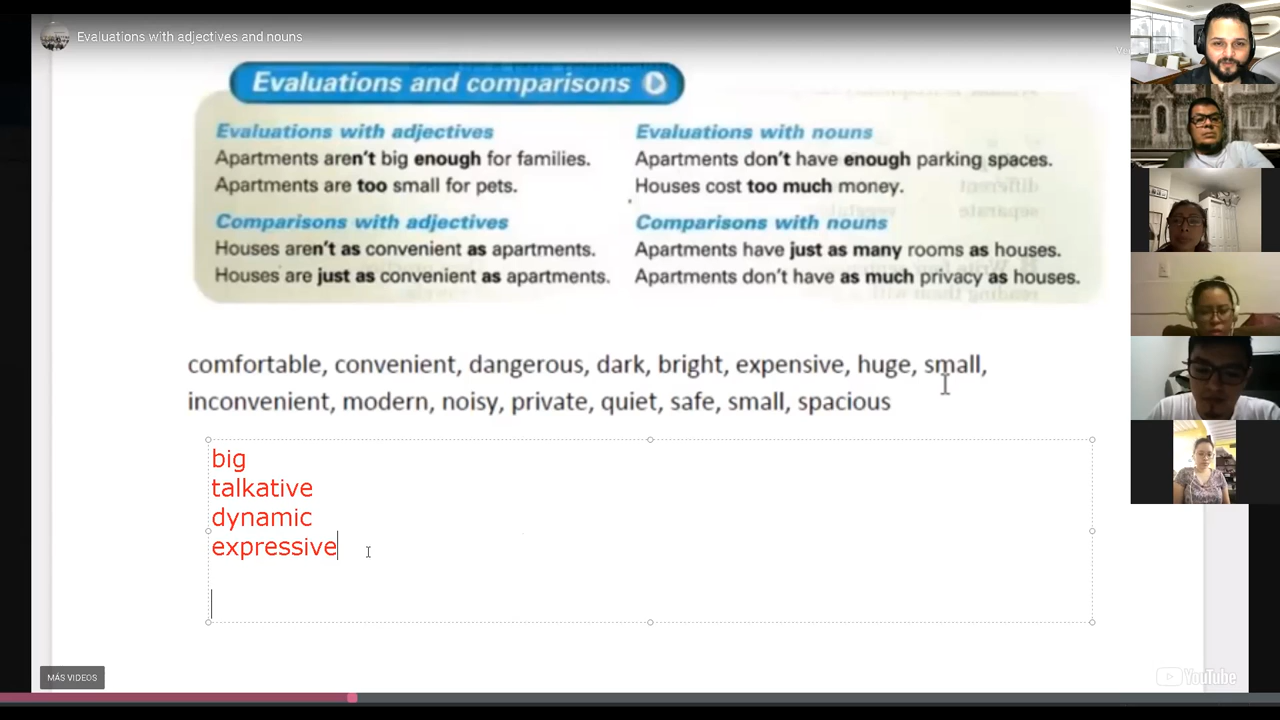 Evaluations with adjectives and nouns
Evaluations and comparisons
Evaluations with adjectives
Apartments aren't big enough for families.
Apartments are too small for pets.
Comparisons with adjectives
Houses aren't as convenient as apartments.
Houses are just as convenient as apartments.
Evaluations with nouns
Apartments don't have enough parking spaces.
Houses cost too much money.
Comparisons with nouns
Apartments have just as many rooms as houses.
Apartments don't have as much privacy as houses.
comfortable, convenient, dangerous, dark, bright, expensive, huge, small,
inconvenient, modern, noisy, private, quiet, safe, small, spacious
big
talkative
dynamic
expressive
MÁS VIDEOS
YouTube